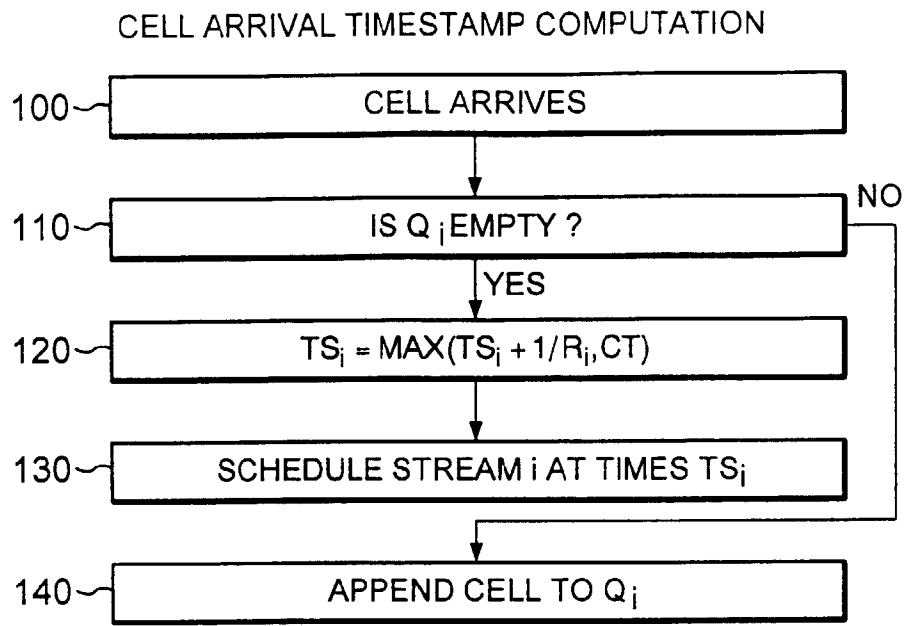 CELL ARRIVAL TIMESTAMP COMPUTATION
100
CELL ARRIVES
110
IS Q i EMPTY ?
NO
YES
120
TSi = MAX(TSi + 1/Ri,CT)
130
SCHEDULE STREAM i AT TIMES TSi
140
APPEND CELL TO Q i